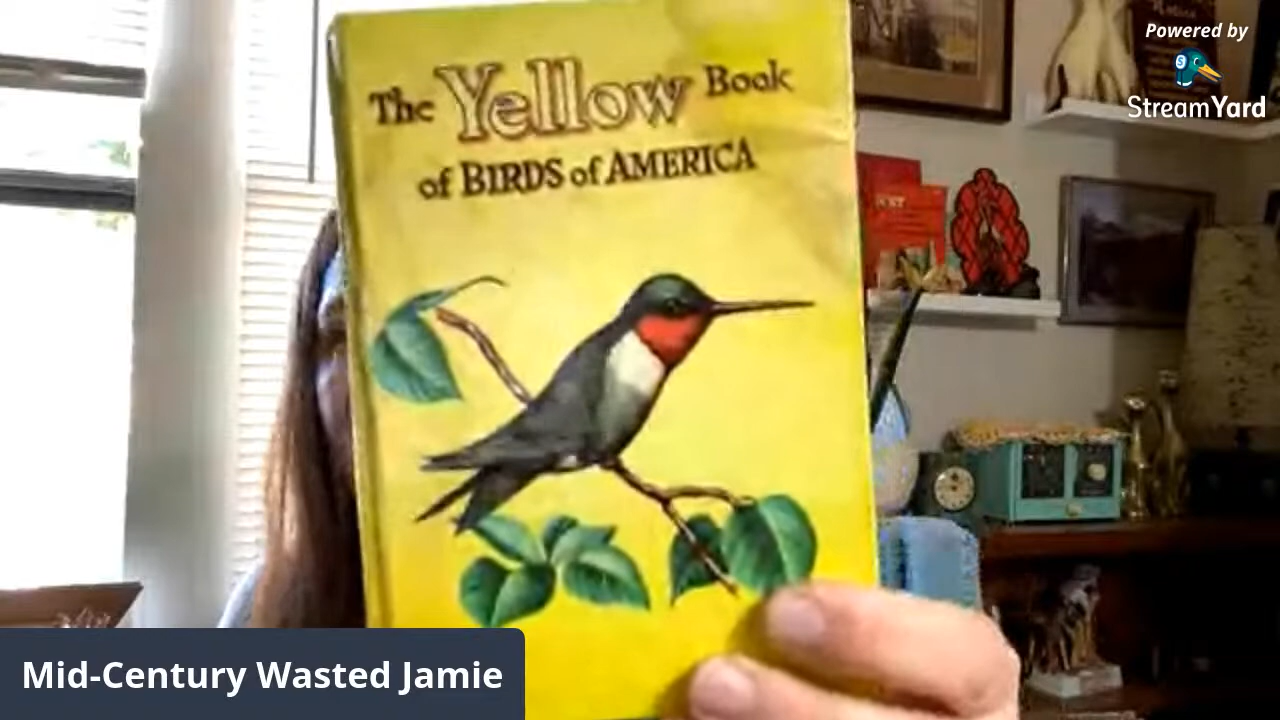 The Yellow Book
of BIRDS of AMERICA
Powered by
StreamYard
Mid-Century Wasted Jamie